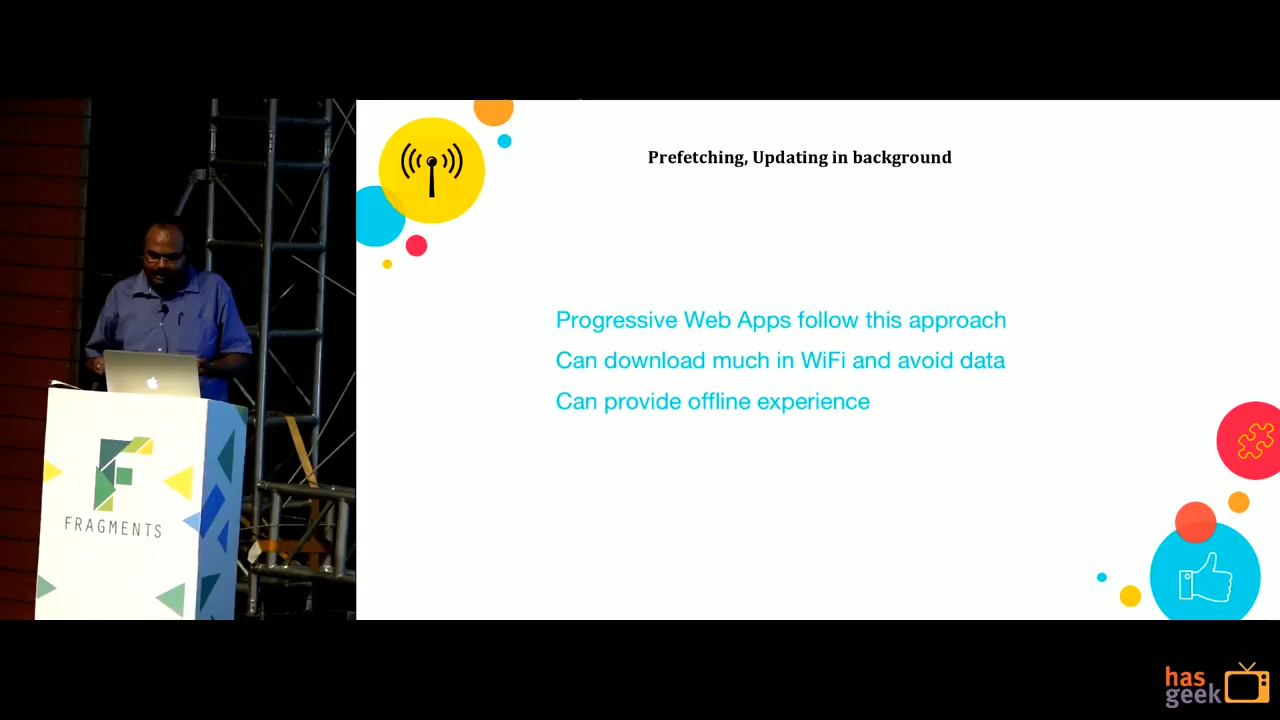 Prefetching, Updating in background
Progressive Web Apps follow this approach
Can download much in WiFi and avoid data
Can provide offline experience
FRAGMENTS
has
geek